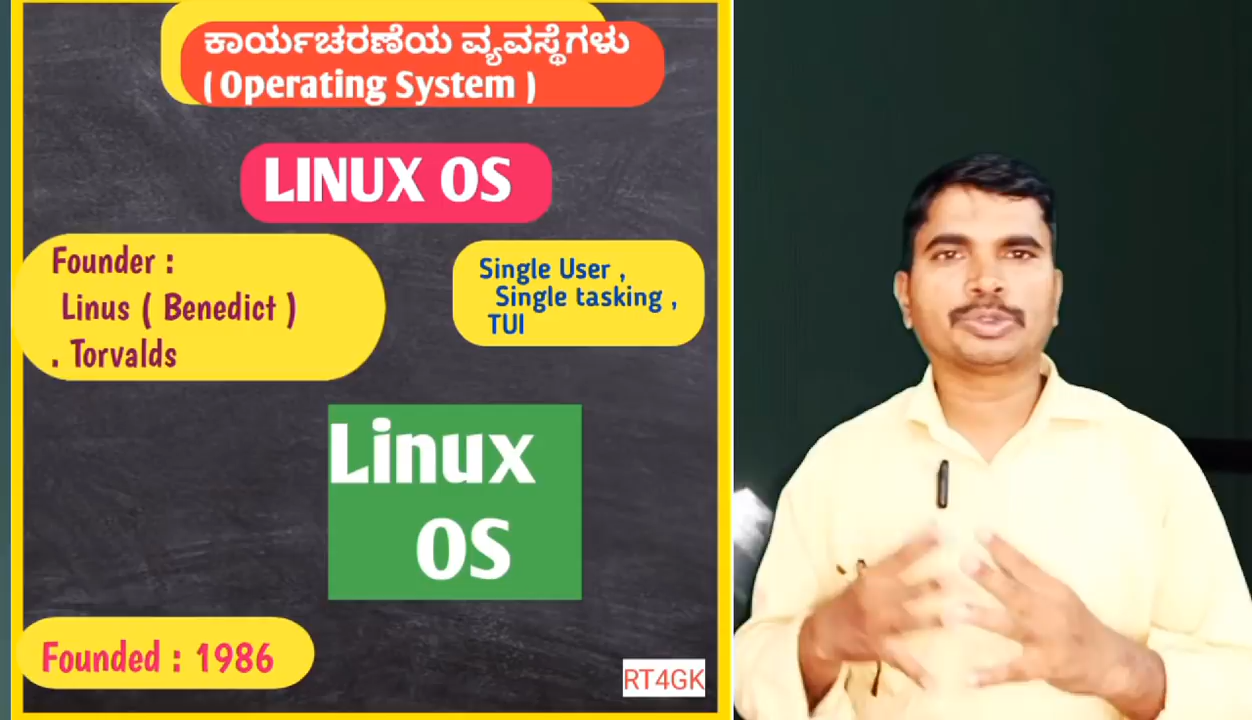 ಕಾರ್ಯಚರಣೆಯ ವ್ಯವಸ್ಥೆಗಳು
( Operating System )
LINUX OS
Founder :
Linus ( Benedict )
. Torvalds
Single User ,
Single tasking ,
TUI
Linux
OS
Founded : 1986
RT4GK